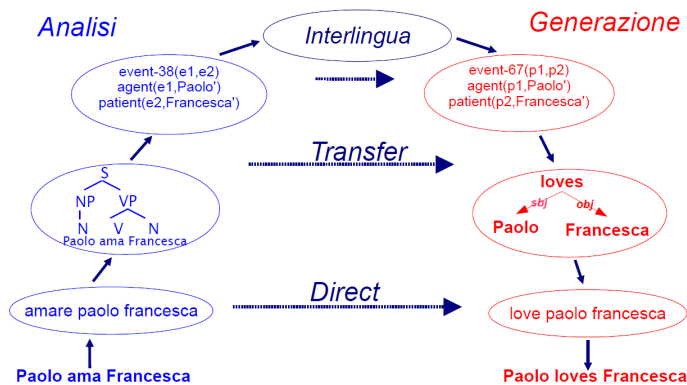 Analisi
Interlingua
Generazione
event-38(e1,e2)
agent(e1,Paolo')
patient(e2,Francesca')
event-67(p1,p2)
agent(p1,Paolo')
patient(p2,Francesca')
Transfer
S
NP VP
N V N
Paolo ama Francesca
loves
sbj obj
Paolo Francesca
Direct
amare paolo francesca
love paolo francesca
Paolo ama Francesca
Paolo loves Francesca